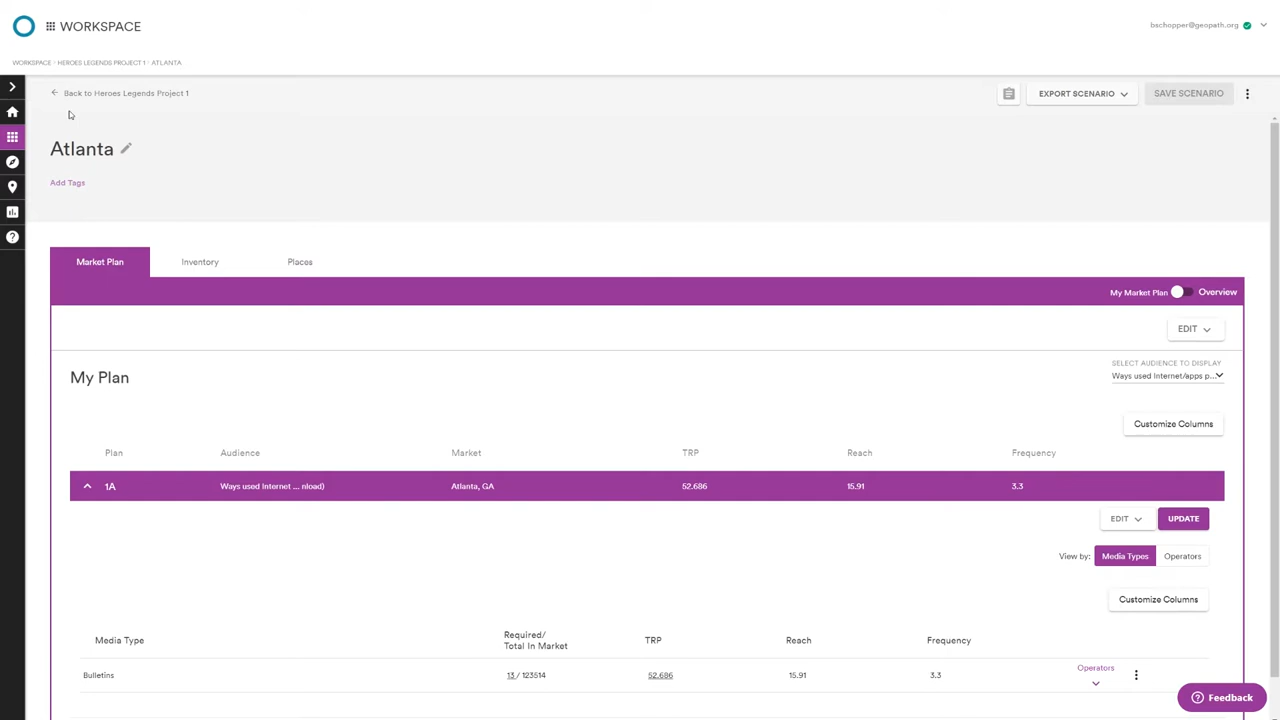 WORKSPACE
bschopper@geopath.org
WORKSPACE > HEROES LEGENDS PROJECT 1 > ATLANTA
Back to Heroes Legends Project 1
EXPORT SCENARIO
SAVE SCENARIO
Atlanta
Add Tags
Market Plan
Inventory
Places
My Market Plan
Overview
EDIT
My Plan
SELECT AUDIENCE TO DISPLAY
Ways used Internet/apps p...
Customize Columns
Plan Audience Market TRP Reach Frequency
1A Ways used Internet ... nload) Atlanta, GA 52.686 15.91 3.3
EDIT
UPDATE
View by: Media Types Operators
Customize Columns
Media Type Required/ Total In Market TRP Reach Frequency
Bulletins 13 / 123514 52.686 15.91 3.3 Operators
Feedback